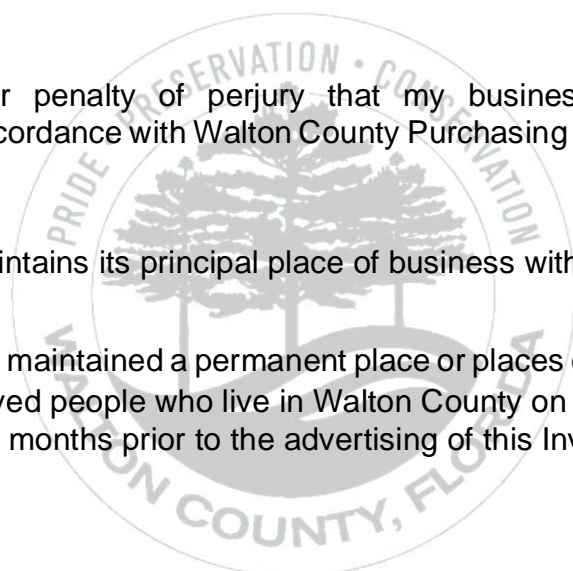 r penalty of perjury that my busines
cordance with Walton County Purchasing
intains its principal place of business with
maintained a permanent place or places
ved people who live in Walton County on
months prior to the advertising of this Inv
PRIDE • PRESERVATION • CONSERVATION
WALTON COUNTY, FLORIDA